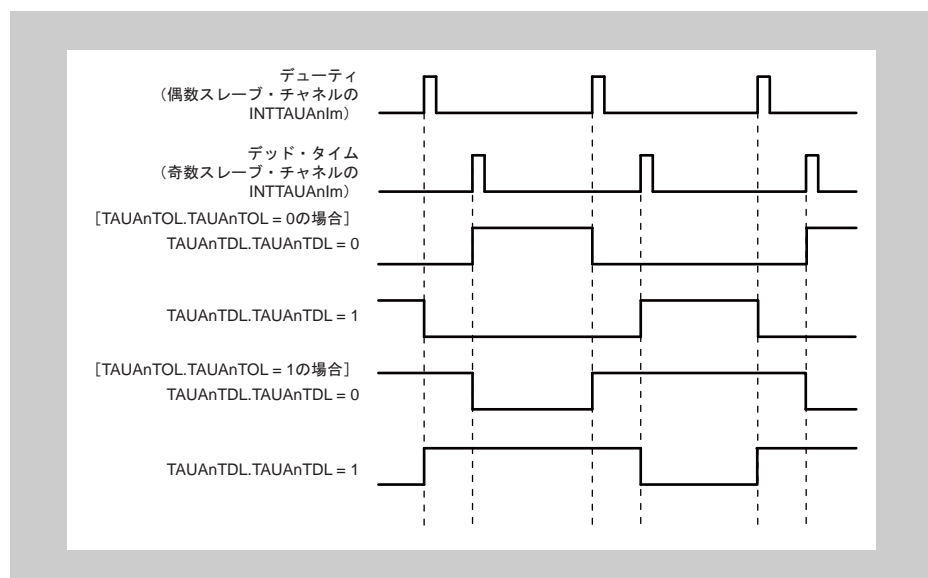 デューティ
（偶数スレーブ・チャネルの
INTTAUAnIm）
デッド・タイム
（奇数スレーブ・チャネルの
INTTAUAnIm）
［TAUAnTOL.TAUAnTOL = 0の場合］
TAUAnTDL.TAUAnTDL = 0
TAUAnTDL.TAUAnTDL = 1
［TAUAnTOL.TAUAnTOL = 1の場合］
TAUAnTDL.TAUAnTDL = 0
TAUAnTDL.TAUAnTDL = 1